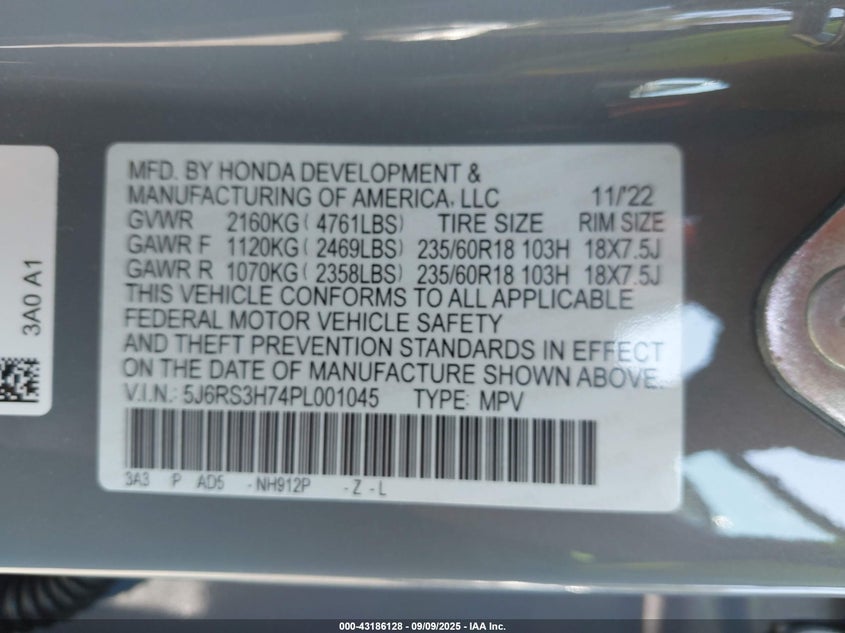 MFD. BY HONDA DEVELOPMENT &
MANUFACTURING OF AMERICA, LLC 11/'22
GVWR 2160KG ( 4761LBS) TIRE SIZE RIM SIZE
GAWR F 1120KG ( 2469LBS) 235/60R18 103H 18X7.5J
GAWR R 1070KG ( 2358LBS) 235/60R18 103H 18X7.5J
THIS VEHICLE CONFORMS TO ALL APPLICABLE
FEDERAL MOTOR VEHICLE SAFETY
AND THEFT PREVENTION STANDARDS IN EFFECT
ON THE DATE OF MANUFACTURE SHOWN ABOVE.
V.I.N.: 5J6RS3H74PL001045 TYPE: MPV
3A3 P AD5 -NH912P -Z -L
3A0 A1
000-43186128 - 09/09/2025 - IAA Inc.